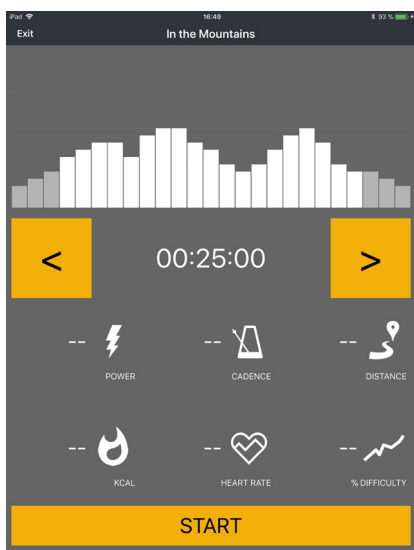 iPad 16:49 93 %
Exit In the Mountains
< 00:25:00 >
-- -- --
POWER CADENCE DISTANCE
-- -- --
KCAL HEART RATE % DIFFICULTY
START